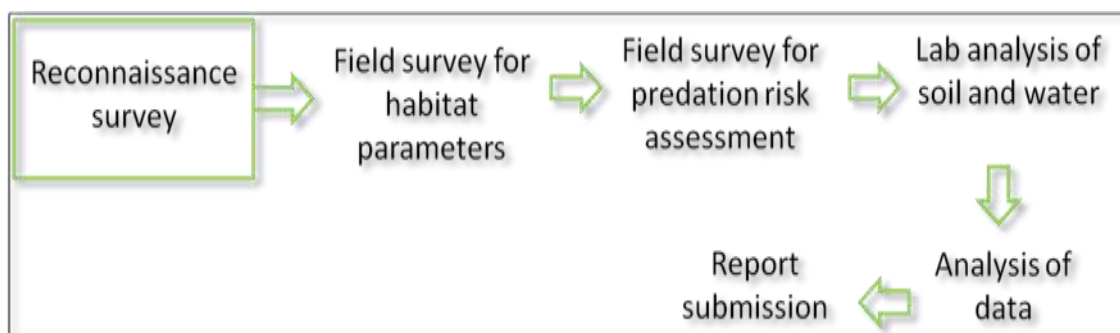 Reconnaissance
survey
Field survey for
habitat
parameters
Field survey for
predation risk
assessment
Lab analysis of
soil and water
Analysis of
data
Report
submission